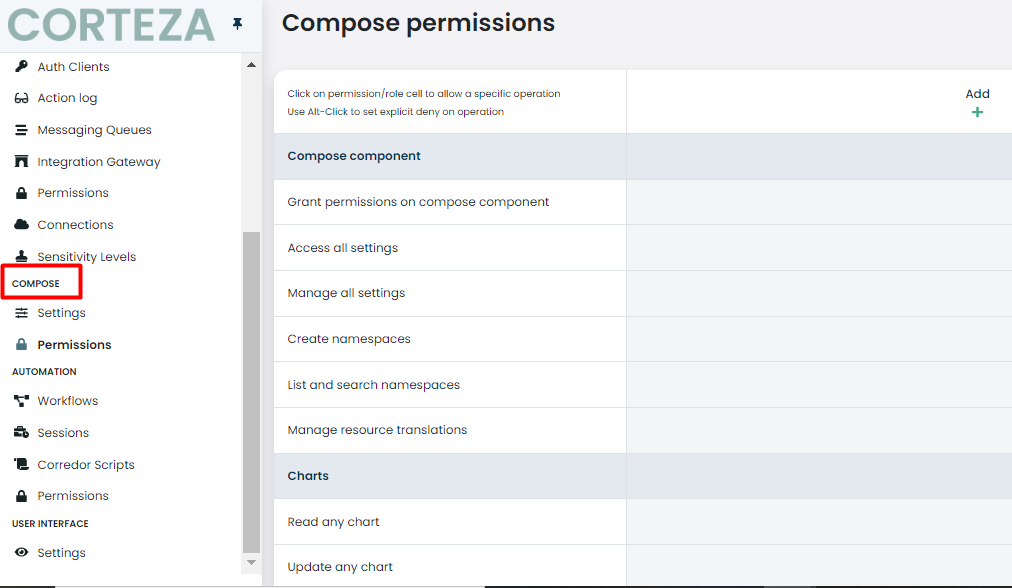 CORTEZA
Auth Clients
Action log
Messaging Queues
Integration Gateway
Permissions
Connections
Sensitivity Levels
COMPOSE
Settings
Permissions
AUTOMATION
Workflows
Sessions
Corredor Scripts
Permissions
USER INTERFACE
Settings
Compose permissions
Click on permission/role cell to allow a specific operation
Use Alt-Click to set explicit deny on operation
Add
Compose component
Grant permissions on compose component
Access all settings
Manage all settings
Create namespaces
List and search namespaces
Manage resource translations
Charts
Read any chart
Update any chart